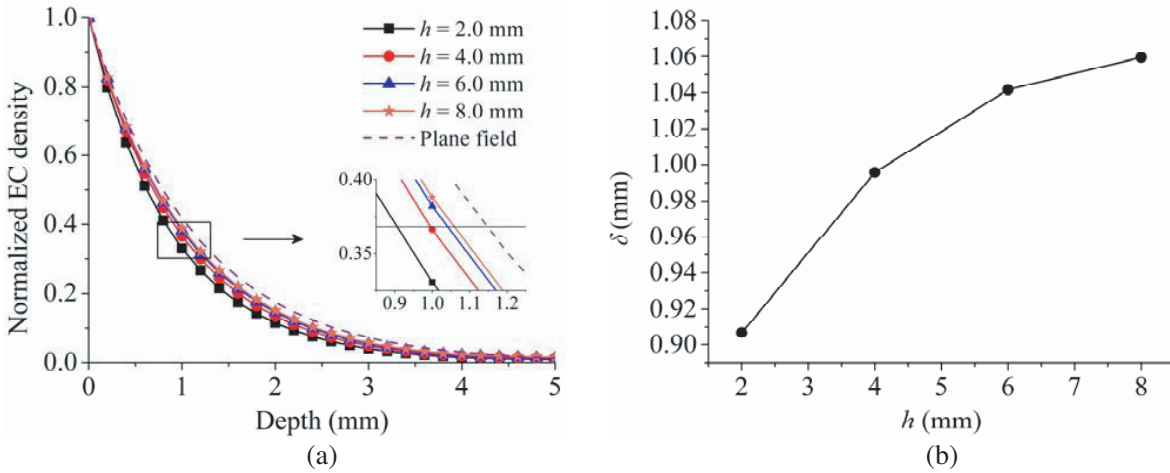 Normalized EC density
1.0
0.8
0.6
0.4
0.2
0.0
h = 2.0 mm
h = 4.0 mm
h = 6.0 mm
h = 8.0 mm
Plane field
0.40
0.35
0.9 1.0 1.1 1.2
0 1 2 3 4 5
Depth (mm)
(a)
δ (mm)
1.08
1.06
1.04
1.02
1.00
0.98
0.96
0.94
0.92
0.90
2 3 4 5 6 7 8
h (mm)
(b)